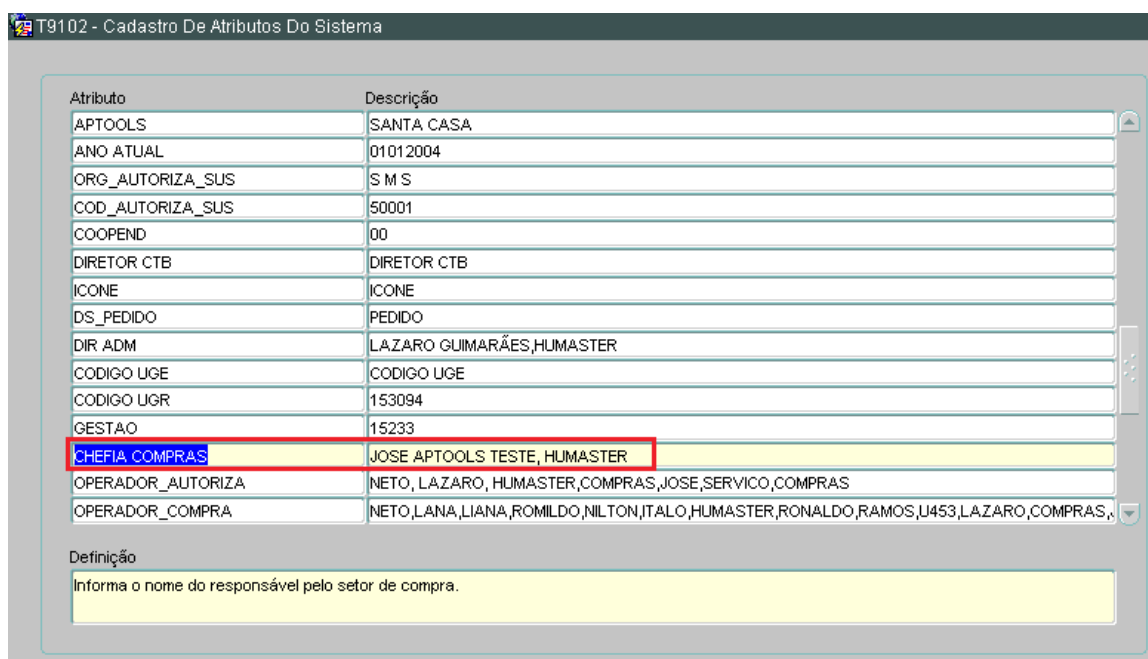 T9102 - Cadastro De Atributos Do Sistema
Atributo Descrição
APTOOLS SANTA CASA
ANO ATUAL 01012004
ORG_AUTORIZA_SUS S M S
COD_AUTORIZA_SUS 50001
COOPEND 00
DIRETOR CTB DIRETOR CTB
ICONE ICONE
DS_PEDIDO PEDIDO
DIR ADM LAZARO GUIMARÃES,HUMASTER
CODIGO UGE CODIGO UGE
CODIGO UGR 153094
GESTAO 15233
CHEFIA COMPRAS JOSE APTOOLS TESTE, HUMASTER
OPERADOR_AUTORIZA NETO, LAZARO, HUMASTER,COMPRAS,JOSE,SERVICO,COMPRAS
OPERADOR_COMPRA NETO,LANA,LIANA,ROMILDO,NILTON,ITALO,HUMASTER,RONALDO,RAMOS,U453,LAZARO,COMPRAS,
Definição
Informa o nome do responsável pelo setor de compra.